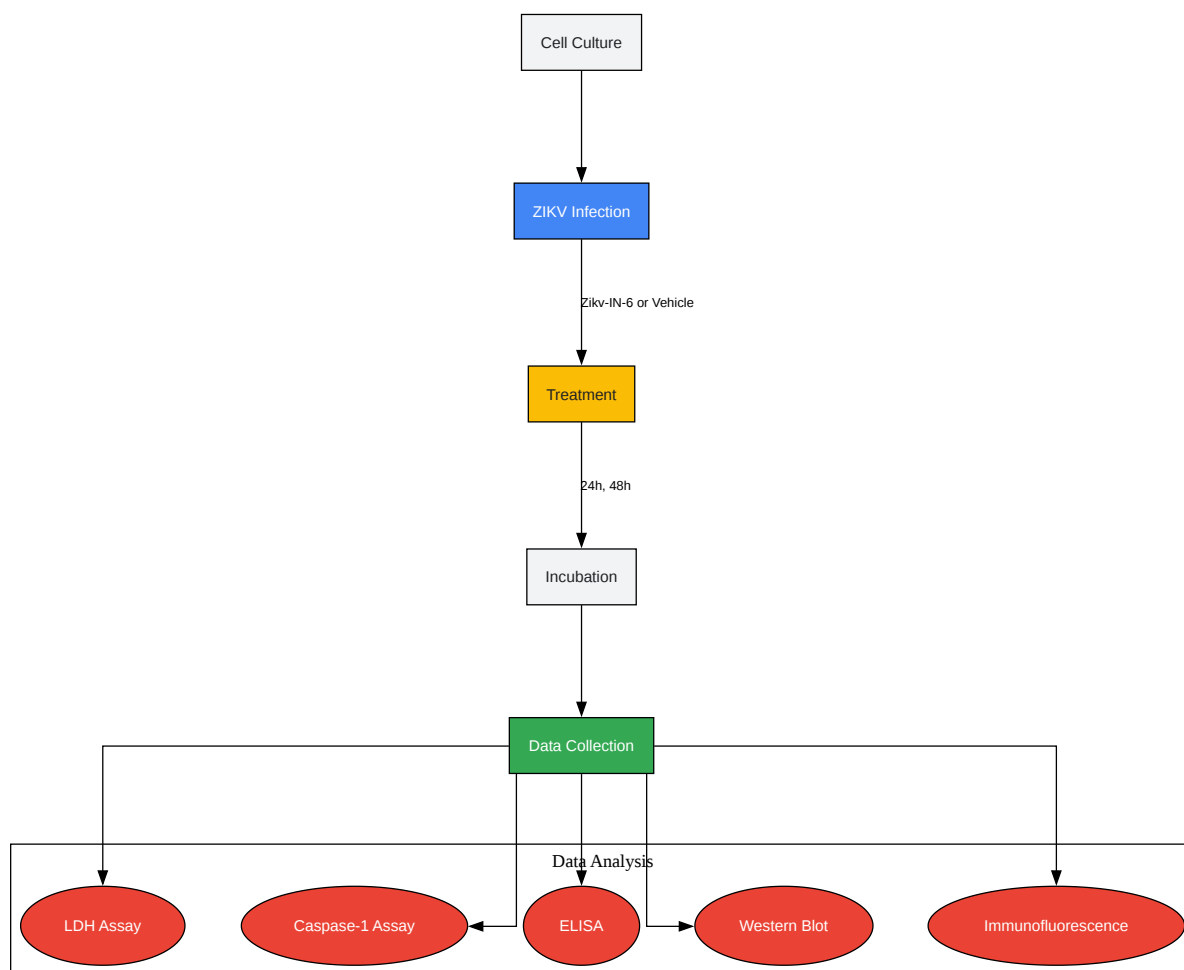 Cell Culture
ZIKV Infection
Zikv-IN-6 or Vehicle
Treatment
24h, 48h
Incubation
Data Collection
Data Analysis
LDH Assay
Caspase-1 Assay
ELISA
Western Blot
Immunofluorescence